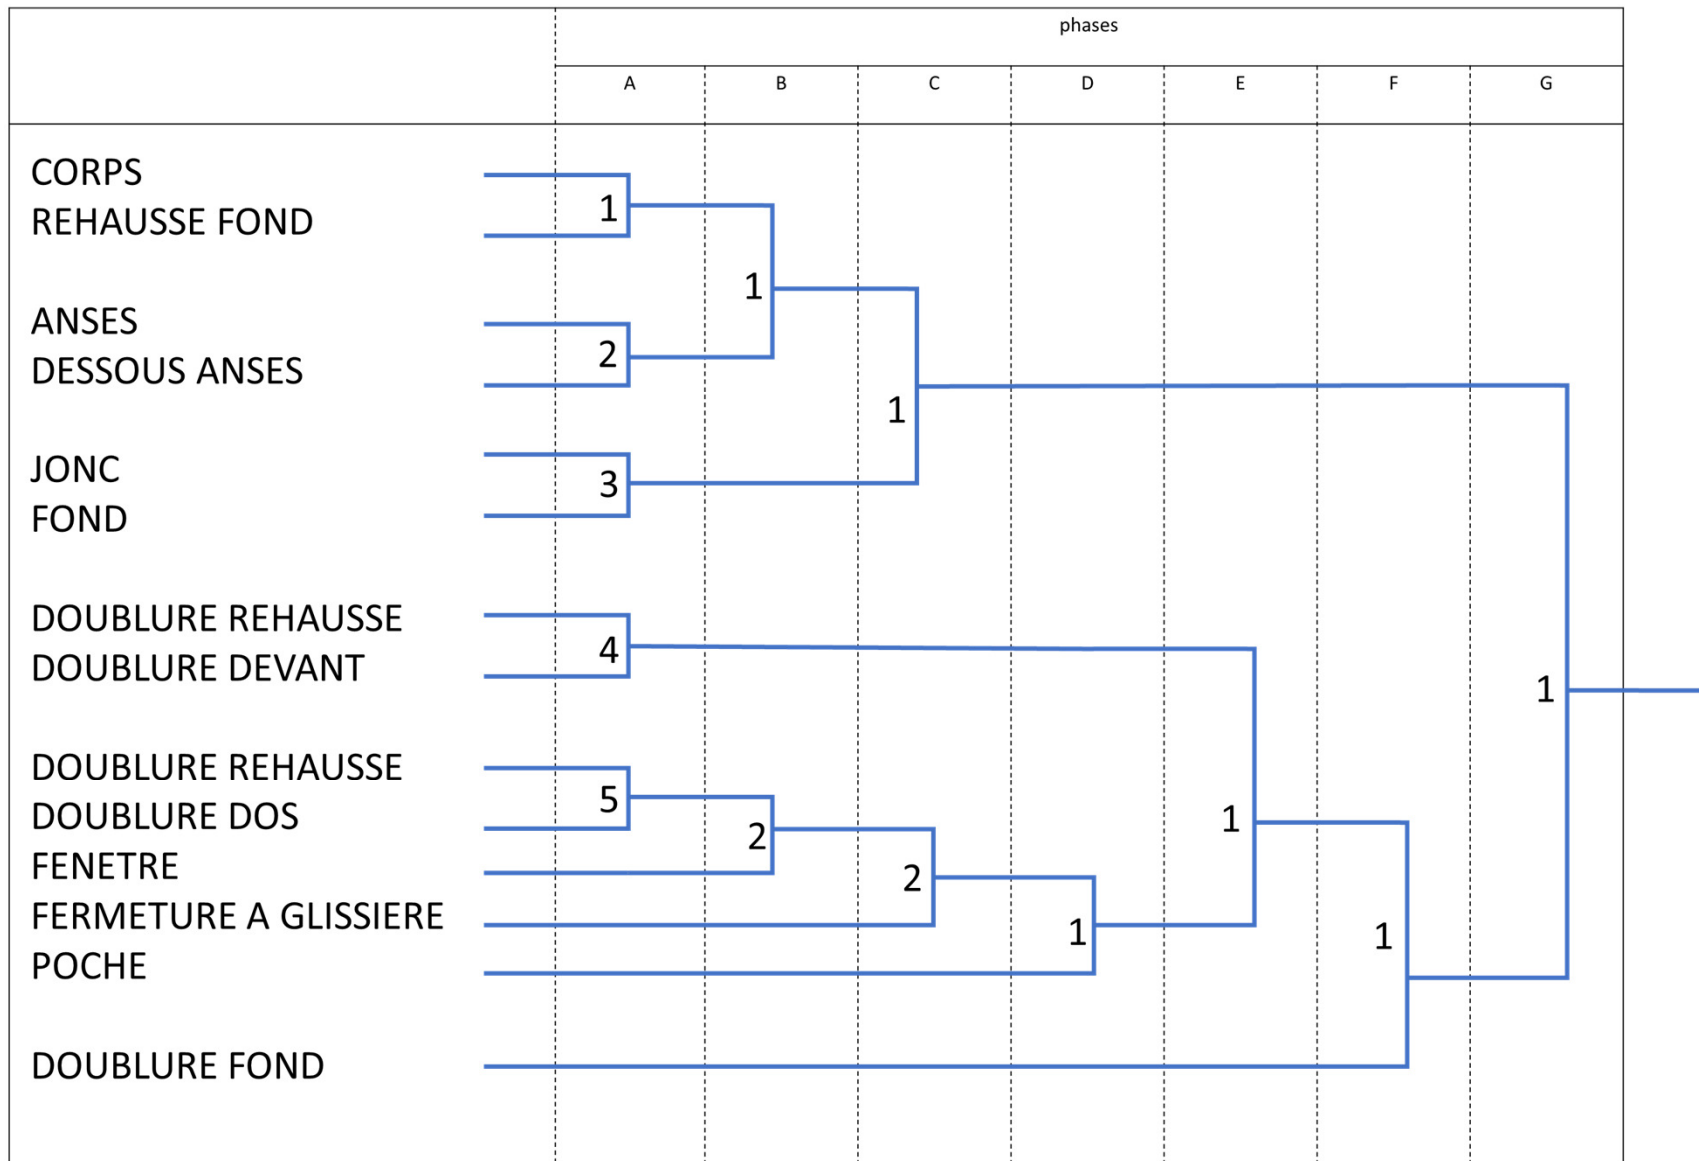 phases
A B C D E F G
CORPS
1
REHAUSSE FOND
1
ANSES
2
DESSOUS ANSES
1
JONC
3
FOND
DOUBLURE REHAUSSE
4
DOUBLURE DEVANT
1
DOUBLURE REHAUSSE
5
DOUBLURE DOS
1
2
FENETRE
2
FERMETURE A GLISSIERE
1
1
POCHE
DOUBLURE FOND